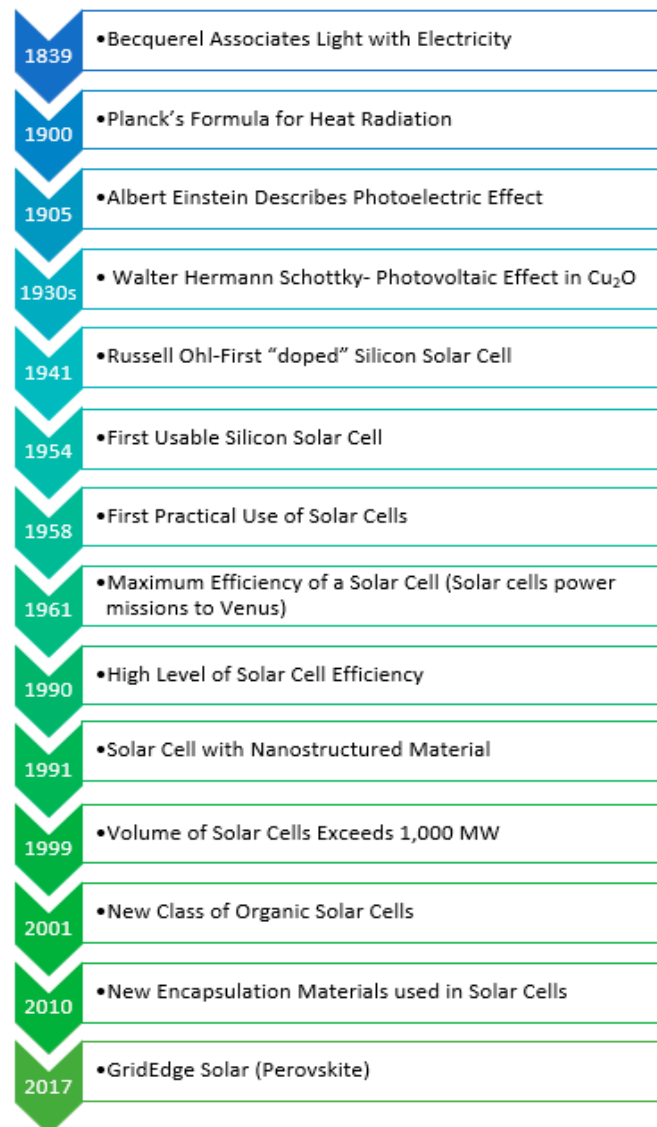 1839
•Becquerel Associates Light with Electricity
1900
•Planck’s Formula for Heat Radiation
1905
•Albert Einstein Describes Photoelectric Effect
1930s
• Walter Hermann Schottky- Photovoltaic Effect in Cu₂O
1941
•Russell Ohl-First “doped” Silicon Solar Cell
1954
•First Usable Silicon Solar Cell
1958
•First Practical Use of Solar Cells
1961
•Maximum Efficiency of a Solar Cell (Solar cells power
missions to Venus)
1990
•High Level of Solar Cell Efficiency
1991
•Solar Cell with Nanostructured Material
1999
•Volume of Solar Cells Exceeds 1,000 MW
2001
•New Class of Organic Solar Cells
2010
•New Encapsulation Materials used in Solar Cells
2017
•GridEdge Solar (Perovskite)